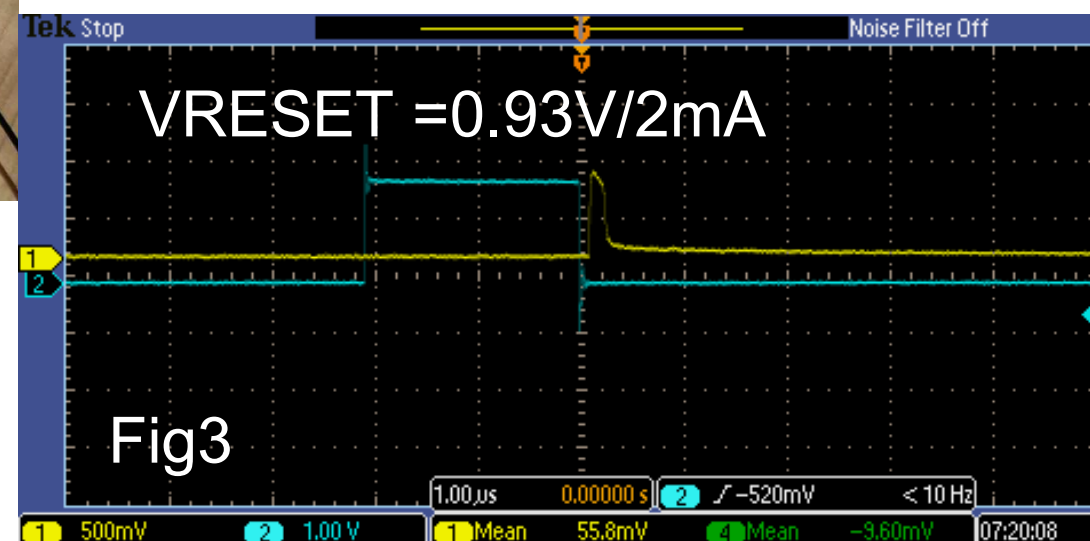 Tek Stop
Noise Filter Off
T
T
VRESET =0.93V/2mA
1
2
Fig3
1.00µs 0.00000 s 2 ⌡ -520mV < 10 Hz
1 500mV 2 1.00 V 1 Mean 55.8mV 4 Mean -9.60mV 07:20:08